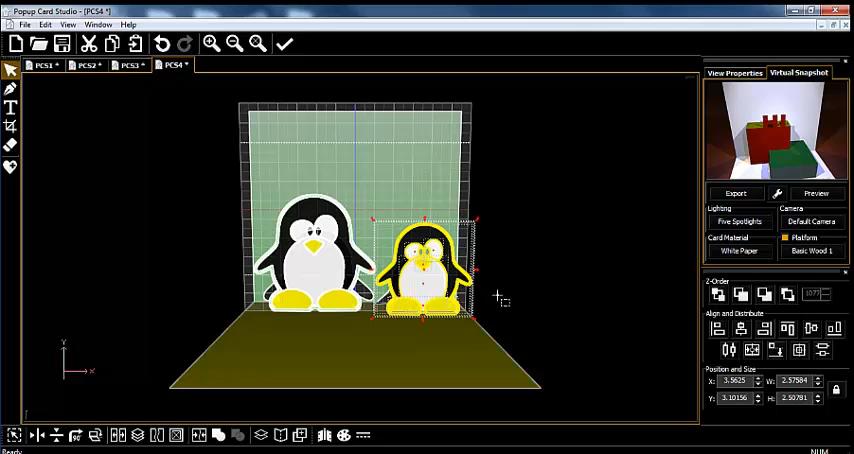 Popup Card Studio - [PCS4 *]
File Edit View Window Help
PCS1 * PCS2 * PCS3 * PCS4 *
View Properties Virtual Snapshot
Export Preview
Lighting Camera
Five Spotlights Default Camera
Card Material Platform
White Paper Basic Wood 1
Z-Order
1077
Align and Distribute
Position and Size
X: 3.5625 W: 2.57584
Y: 3.10156 H: 2.50781
Y
X
90°
Ready NUM